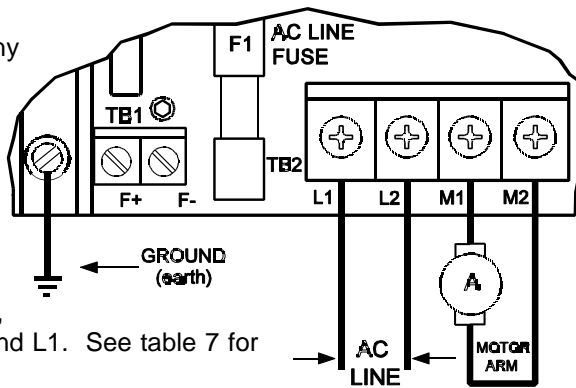 ny
F1
AC LINE
FUSE
TB1
TB2
F+ F-
L1 L2 M1 M2
GROUND
(earth)
A
nd L1. See table 7 for
AC
LINE
MOTOR
ARM